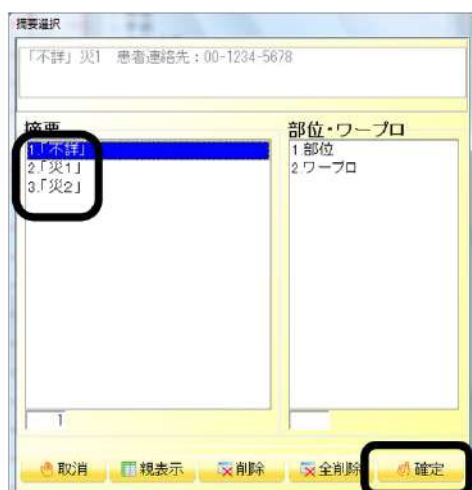 摘要選択
「不詳」災1 患者連絡先:00-1234-5678
摘要
1.「不詳」
2.「災1」
3.「災2」
1
部位・ワープロ
1.部位
2.ワープロ
取消 親表示 削除 全削除 確定